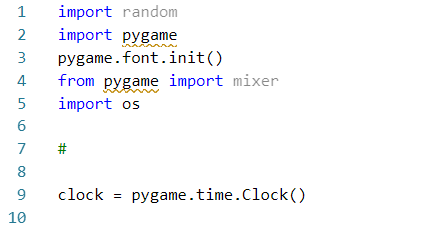 1 import random
2 import pygame
3 pygame.font.init()
4 from pygame import mixer
5 import os
6
7 #
8
9 clock = pygame.time.Clock()
10